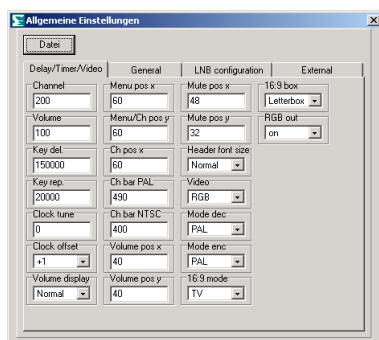 Allgemeine Einstellungen
Datei
Delay/Timer/Video General LNB configuration External
Channel Menu pos x Mute pos x 16:9 box
200 60 48 Letterbox
Volume Menu/Ch pos y Mute pos y RGB out
100 60 32 on
Key del. Ch pos x Header font size
150000 60 Normal
Key rep. Ch bar PAL Video
20000 490 RGB
Clock tune Ch bar NTSC Mode dec
0 400 PAL
Clock offset Volume pos x Mode enc
+1 40 PAL
Volume display Volume pos y 16:9 mode
Normal 40 TV